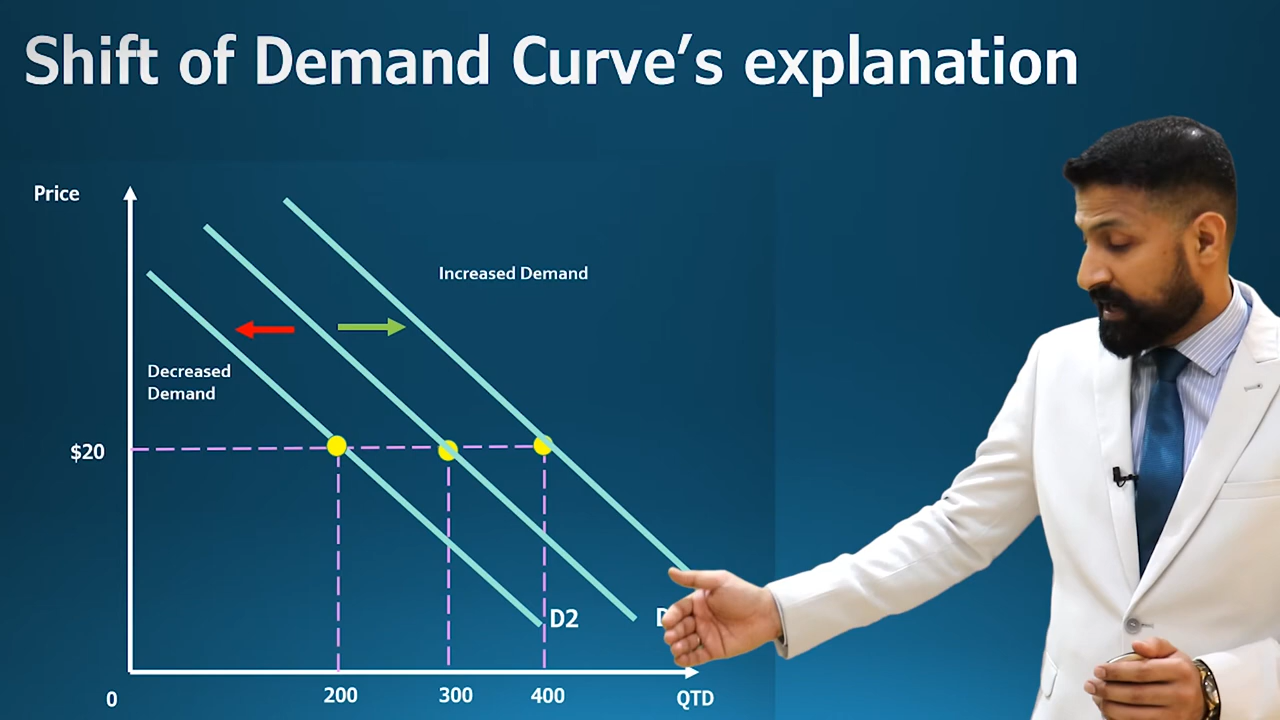 Shift of Demand Curve’s explanation
Price
Increased Demand
Decreased
Demand
$20
D2
0
200
300
400
QTD